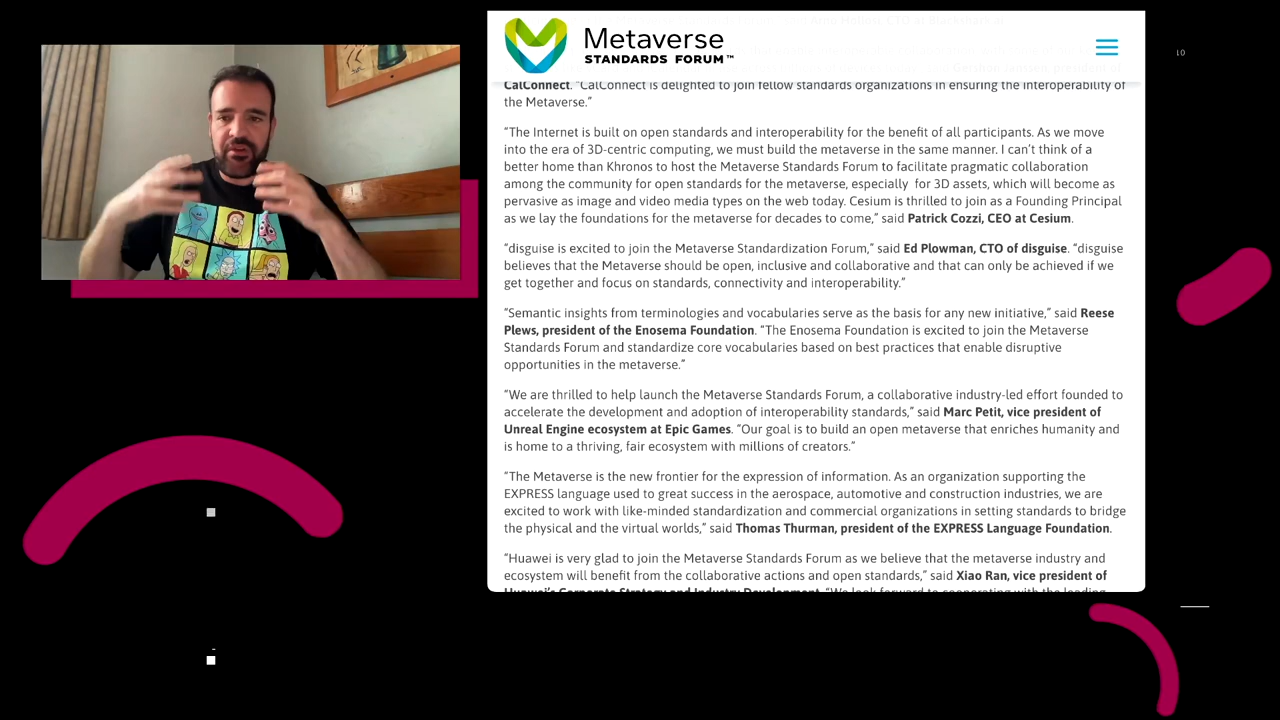 Metaverse
STANDARDS FORUM™
10
CalConnect. “CalConnect is delighted to join fellow standards organizations in ensuring the interoperability of
the Metaverse.”
“The Internet is built on open standards and interoperability for the benefit of all participants. As we move
into the era of 3D-centric computing, we must build the metaverse in the same manner. I can’t think of a
better home than Khronos to host the Metaverse Standards Forum to facilitate pragmatic collaboration
among the community for open standards for the metaverse, especially for 3D assets, which will become as
pervasive as image and video media types on the web today. Cesium is thrilled to join as a Founding Principal
as we lay the foundations for the metaverse for decades to come,” said Patrick Cozzi, CEO at Cesium.
“disguise is excited to join the Metaverse Standardization Forum,” said Ed Plowman, CTO of disguise. “disguise
believes that the Metaverse should be open, inclusive and collaborative and that can only be achieved if we
get together and focus on standards, connectivity and interoperability.”
“Semantic insights from terminologies and vocabularies serve as the basis for any new initiative,” said Reese
Plews, president of the Enosema Foundation. “The Enosema Foundation is excited to join the Metaverse
Standards Forum and standardize core vocabularies based on best practices that enable disruptive
opportunities in the metaverse.”
“We are thrilled to help launch the Metaverse Standards Forum, a collaborative industry-led effort founded to
accelerate the development and adoption of interoperability standards,” said Marc Petit, vice president of
Unreal Engine ecosystem at Epic Games. “Our goal is to build an open metaverse that enriches humanity and
is home to a thriving, fair ecosystem with millions of creators.”
“The Metaverse is the new frontier for the expression of information. As an organization supporting the
EXPRESS language used to great success in the aerospace, automotive and construction industries, we are
excited to work with like-minded standardization and commercial organizations in setting standards to bridge
the physical and the virtual worlds,” said Thomas Thurman, president of the EXPRESS Language Foundation.
“Huawei is very glad to join the Metaverse Standards Forum as we believe that the metaverse industry and
ecosystem will benefit from the collaborative actions and open standards,” said Xiao Ran, vice president of
Huawei’s Corporate Strategy and Industry Development. “We look forward to cooperating with the leading